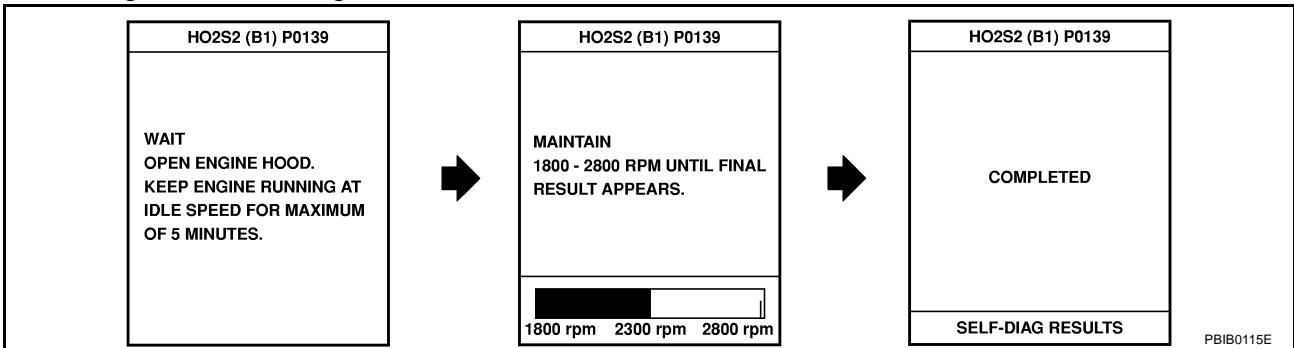 HO2S2 (B1) P0139
WAIT
OPEN ENGINE HOOD.
KEEP ENGINE RUNNING AT
IDLE SPEED FOR MAXIMUM
OF 5 MINUTES.
HO2S2 (B1) P0139
MAINTAIN
1800 - 2800 RPM UNTIL FINAL
RESULT APPEARS.
1800 rpm 2300 rpm 2800 rpm
HO2S2 (B1) P0139
COMPLETED
SELF-DIAG RESULTS
PBIB0115E